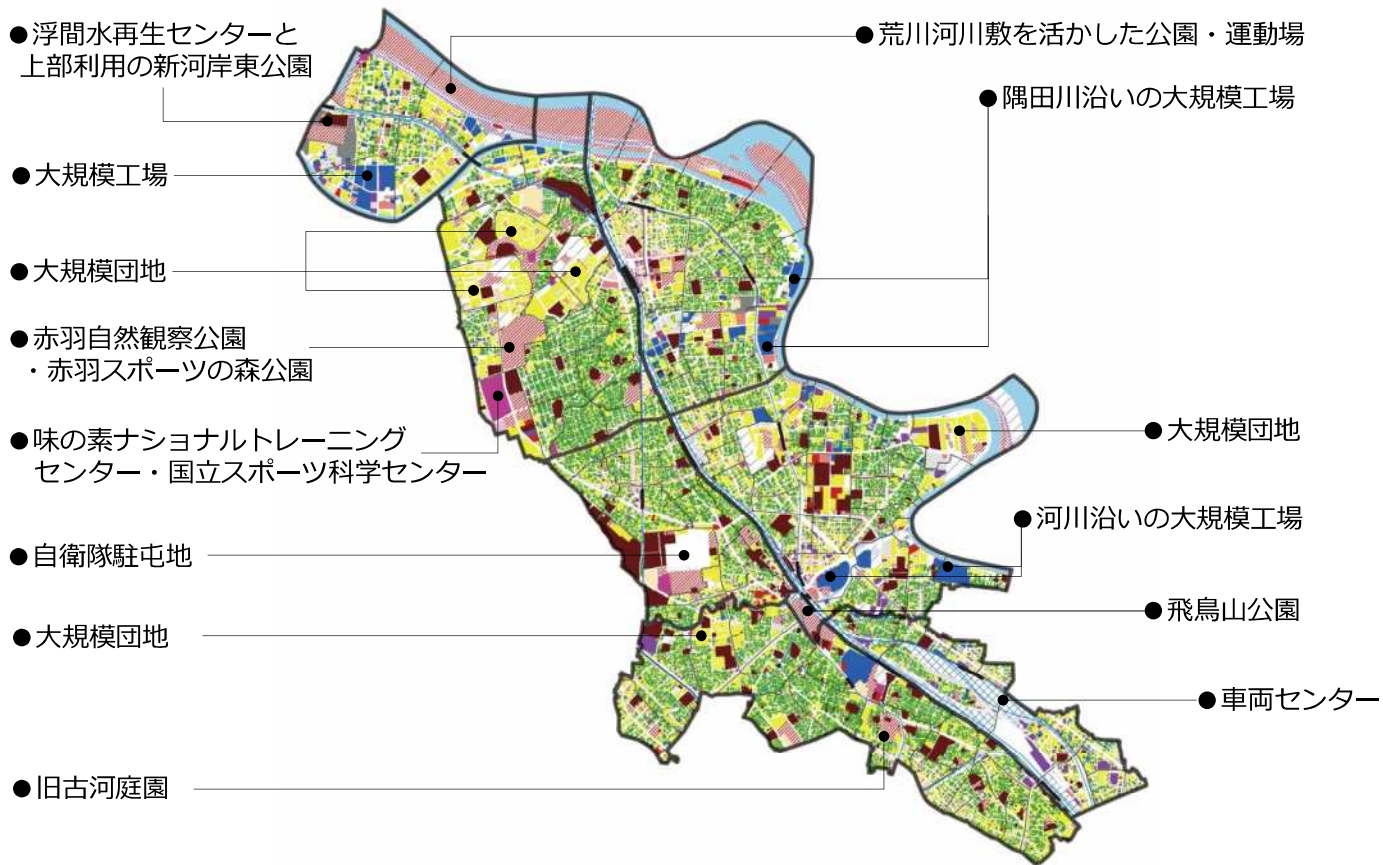 ●浮間水再生センターと
上部利用の新河岸東公園
●大規模工場
●大規模団地
●赤羽自然観察公園
・赤羽スポーツの森公園
●味の素ナショナルトレーニング
センター・国立スポーツ科学センター
●自衛隊駐屯地
●大規模団地
●旧古河庭園
●荒川河川敷を活かした公園・運動場
●隅田川沿いの大規模工場
●大規模団地
●河川沿いの大規模工場
●飛鳥山公園
●車両センター